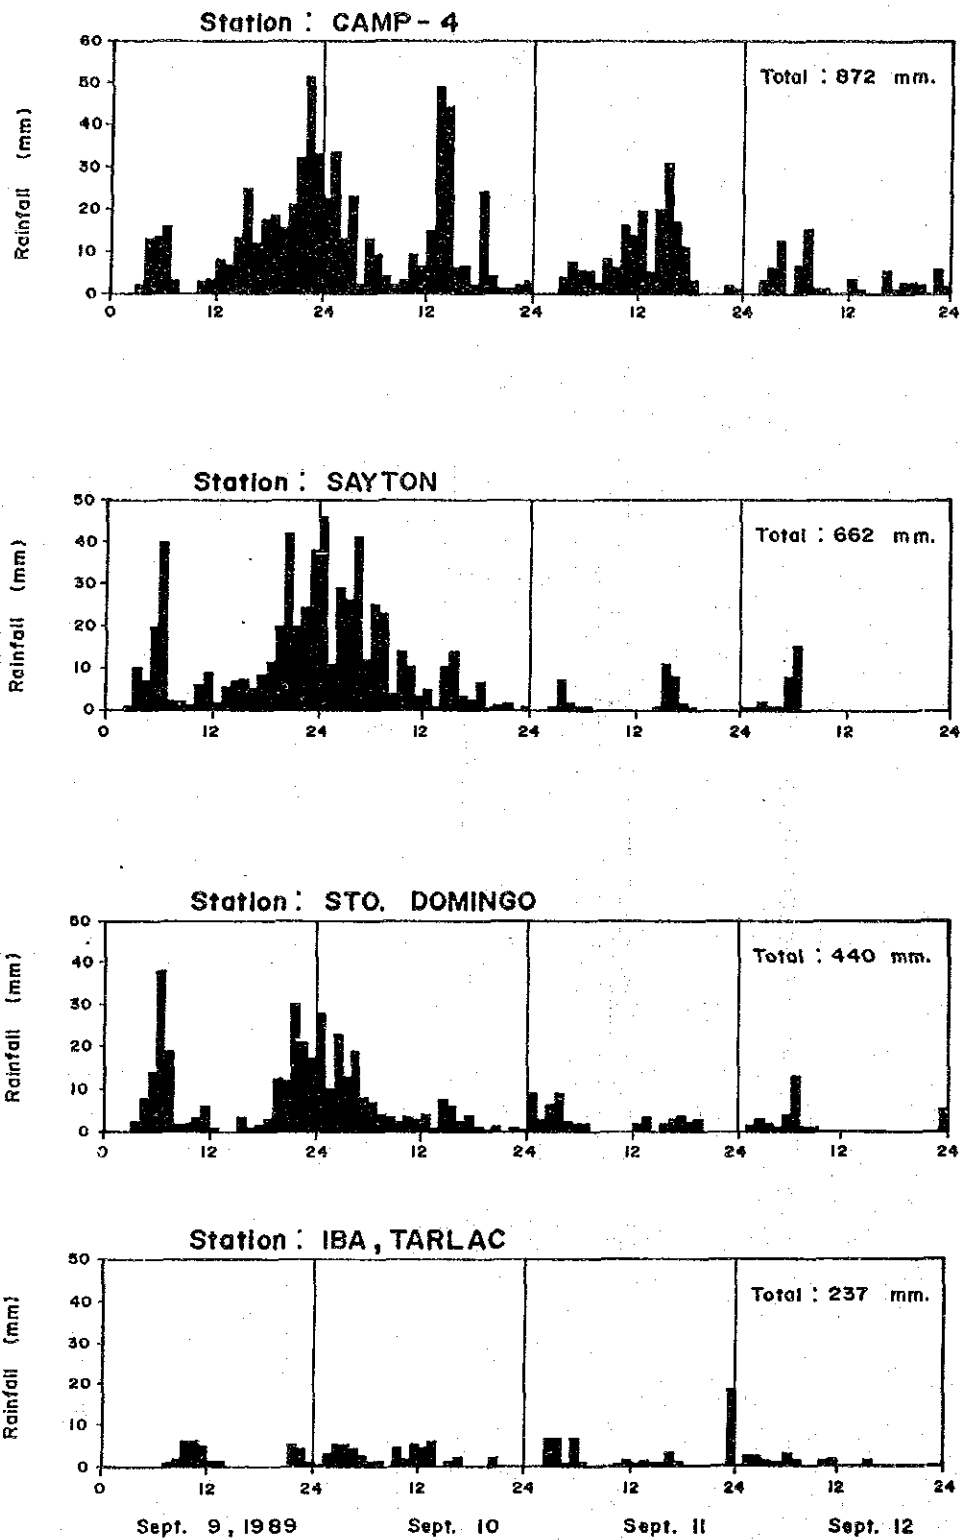 Station : CAMP-4
60
50
40
30
20
10
0
Rainfall (mm)
Total : 872 mm.
0 12 24 12 24 12 24 12 24
Station : SAYTON
50
40
30
20
10
0
Rainfall (mm)
Total : 662 mm.
0 12 24 12 24 12 24 12 24
Station : STO. DOMINGO
50
40
30
20
10
0
Rainfall (mm)
Total : 440 mm.
0 12 24 12 24 12 24 12 24
Station : IBA, TARLAC
50
40
30
20
10
0
Rainfall (mm)
Total : 237 mm.
0 12 24 12 24 12 24 12 24
Sept. 9, 1989 Sept. 10 Sept. 11 Sept. 12